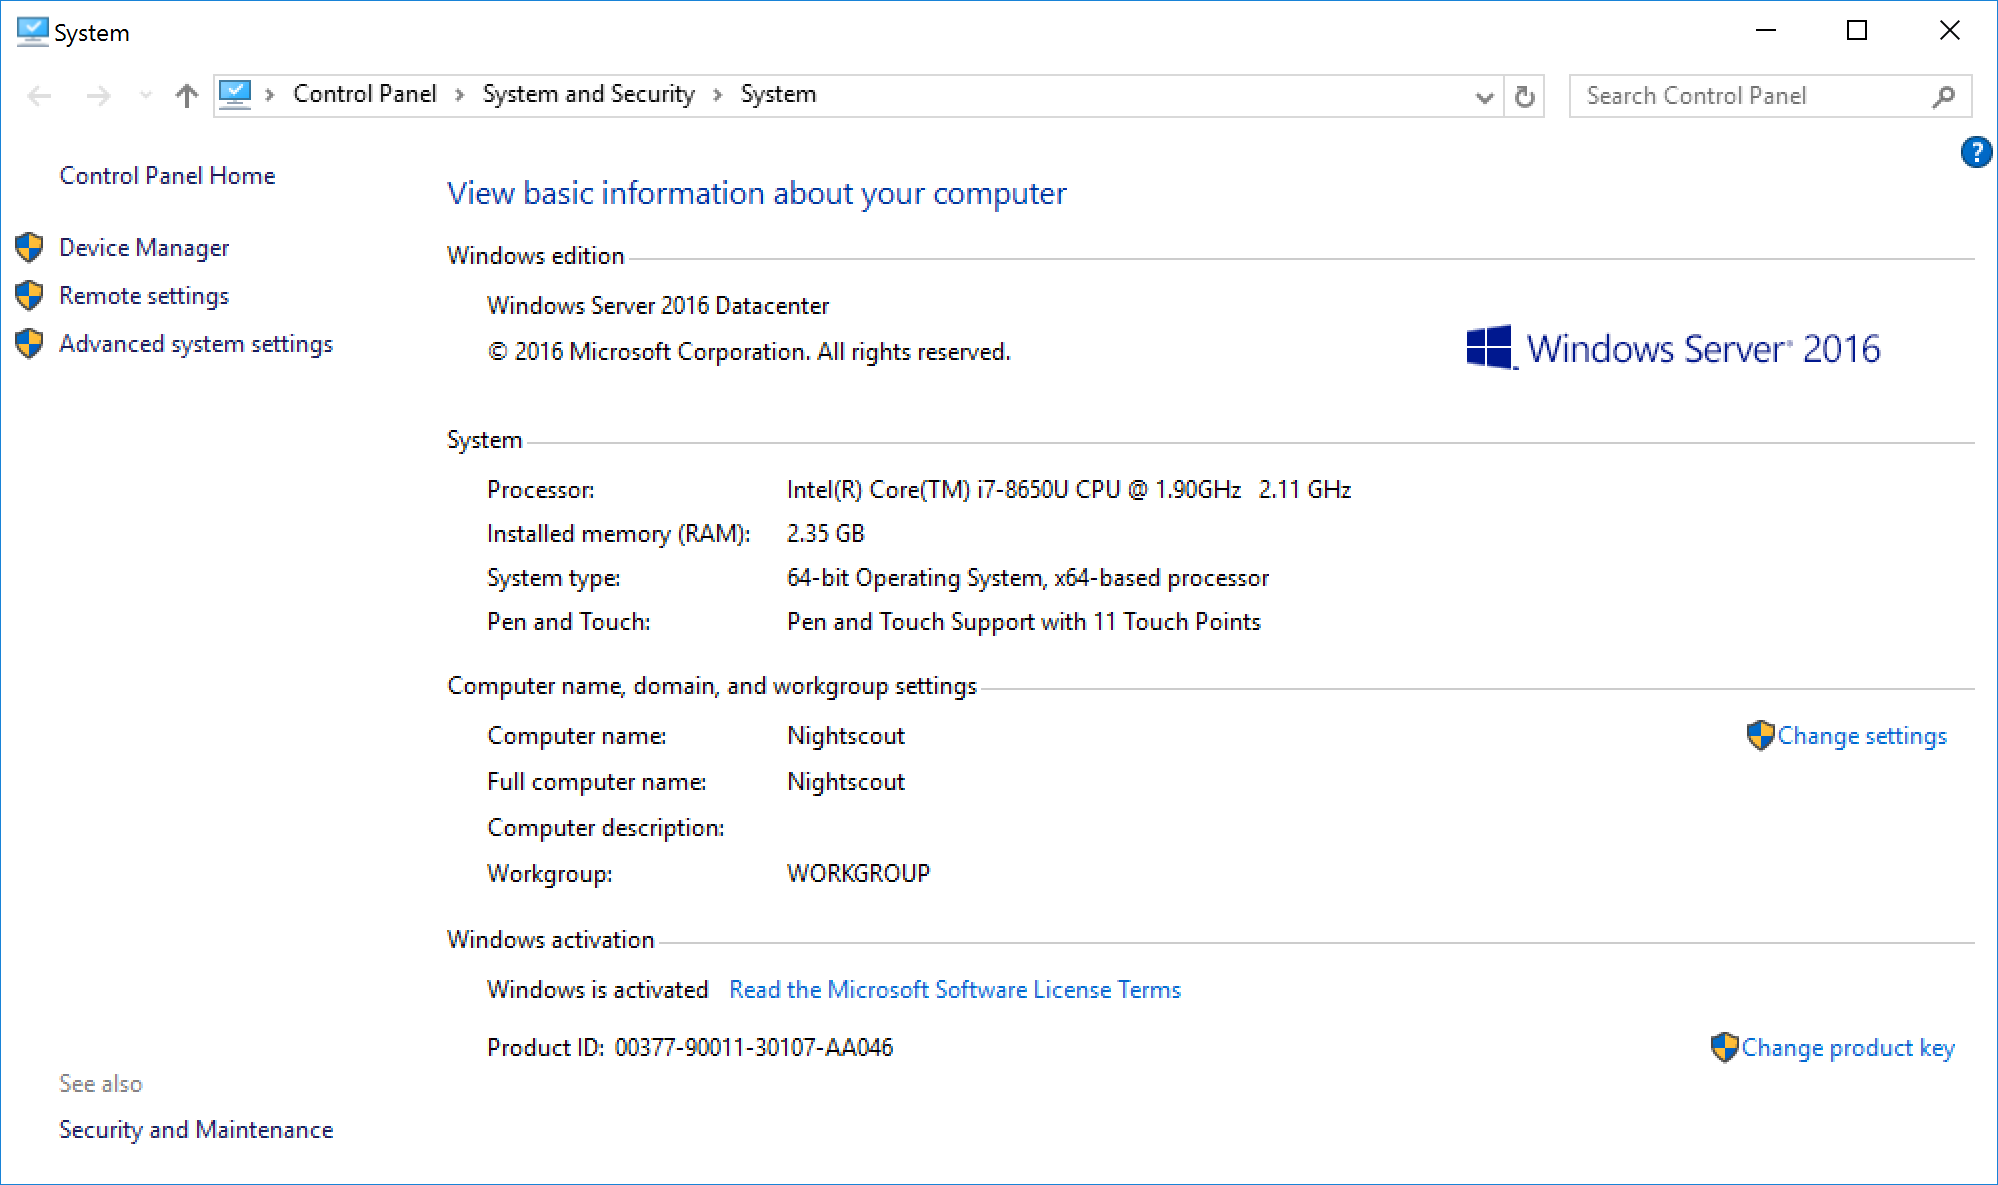 System
Control Panel > System and Security > System
Search Control Panel
?
Control Panel Home
Device Manager
Remote settings
Advanced system settings
View basic information about your computer
Windows edition
Windows Server 2016 Datacenter
© 2016 Microsoft Corporation. All rights reserved.
Windows Server® 2016
System
Processor: Intel(R) Core(TM) i7-8650U CPU @ 1.90GHz 2.11 GHz
Installed memory (RAM): 2.35 GB
System type: 64-bit Operating System, x64-based processor
Pen and Touch: Pen and Touch Support with 11 Touch Points
Computer name, domain, and workgroup settings
Computer name: Nightscout
Change settings
Full computer name: Nightscout
Computer description:
Workgroup: WORKGROUP
Windows activation
Windows is activated Read the Microsoft Software License Terms
Product ID: 00377-90011-30107-AA046
Change product key
See also
Security and Maintenance